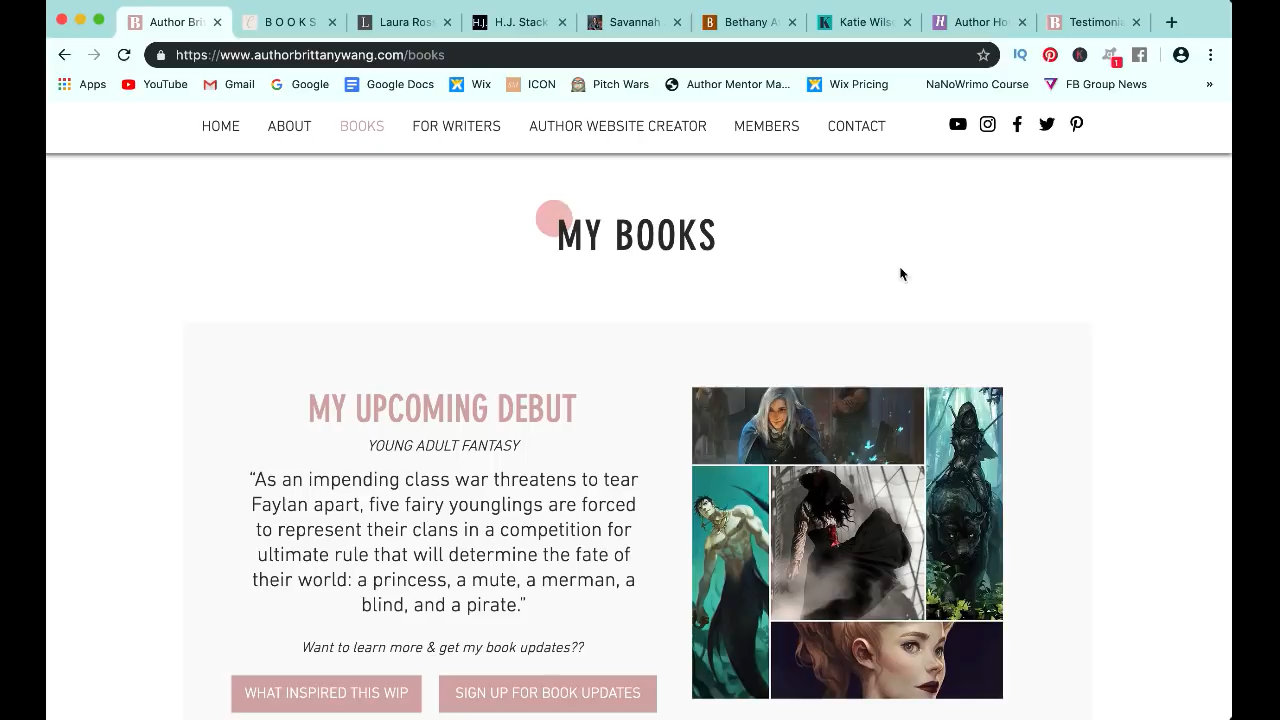 Author Bri
B O O K S
Laura Ros
H.J. Stack
Savannah
Bethany A
Katie Wils
Author Ho
Testimonia
https://www.authorbrittanywang.com/books
Apps
YouTube
Gmail
Google
Google Docs
Wix
ICON
Pitch Wars
Author Mentor Ma...
Wix Pricing
NaNoWrimo Course
FB Group News
HOME
ABOUT
BOOKS
FOR WRITERS
AUTHOR WEBSITE CREATOR
MEMBERS
CONTACT
MY BOOKS
MY UPCOMING DEBUT
YOUNG ADULT FANTASY
“As an impending class war threatens to tear
Faylan apart, five fairy younglings are forced
to represent their clans in a competition for
ultimate rule that will determine the fate of
their world: a princess, a mute, a merman, a
blind, and a pirate.”
Want to learn more & get my book updates??
WHAT INSPIRED THIS WIP
SIGN UP FOR BOOK UPDATES